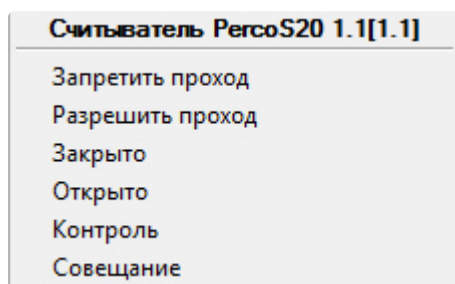 Считыватель PercoS20 1.1[1.1]
Запретить проход
Разрешить проход
Закрыто
Открыто
Контроль
Совещание